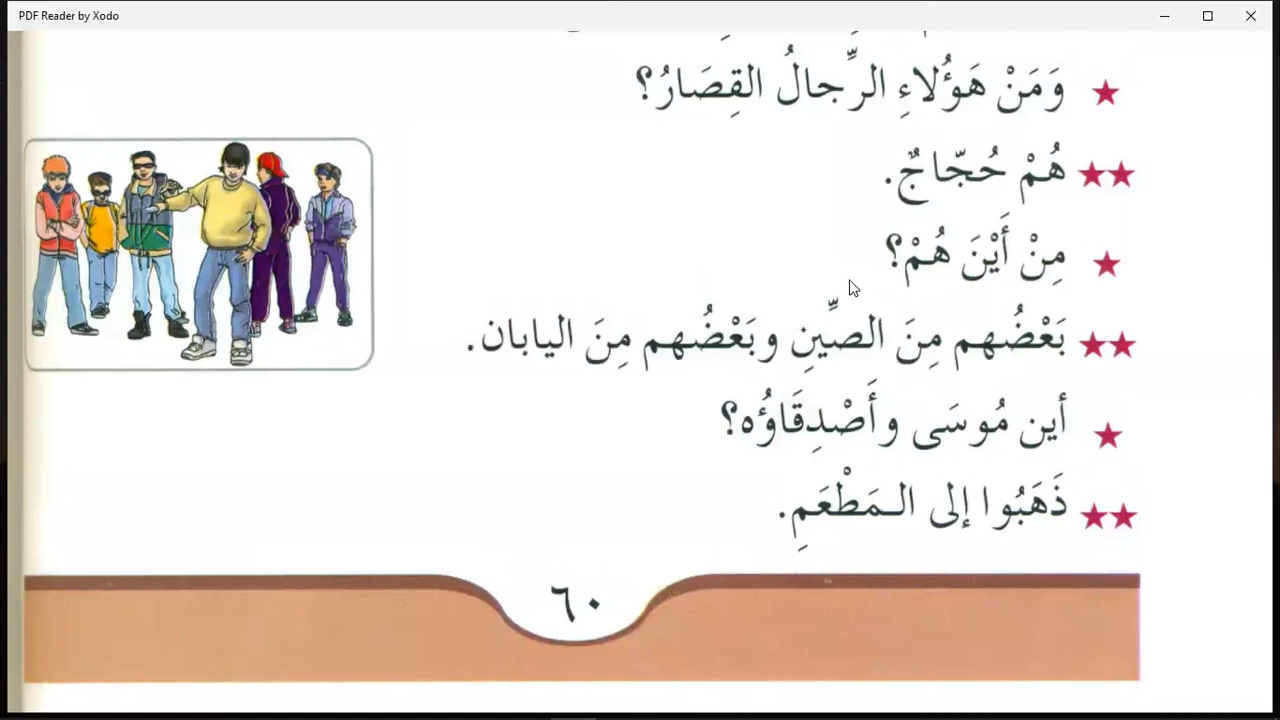 PDF Reader by Xodo
وَمَنْ هَؤُلاءِ الرِّجالُ القِصَارُ؟
هُمْ حُجّاجٌ.
مِنْ أَيْنَ هُمْ؟
بَعْضُهم مِنَ الصِّينِ وبَعْضُهم مِنَ اليابان.
أين مُوسَى وأَصْدِقَاؤُه؟
ذَهَبُوا إلى الـمَطْعَمِ.
٦٠